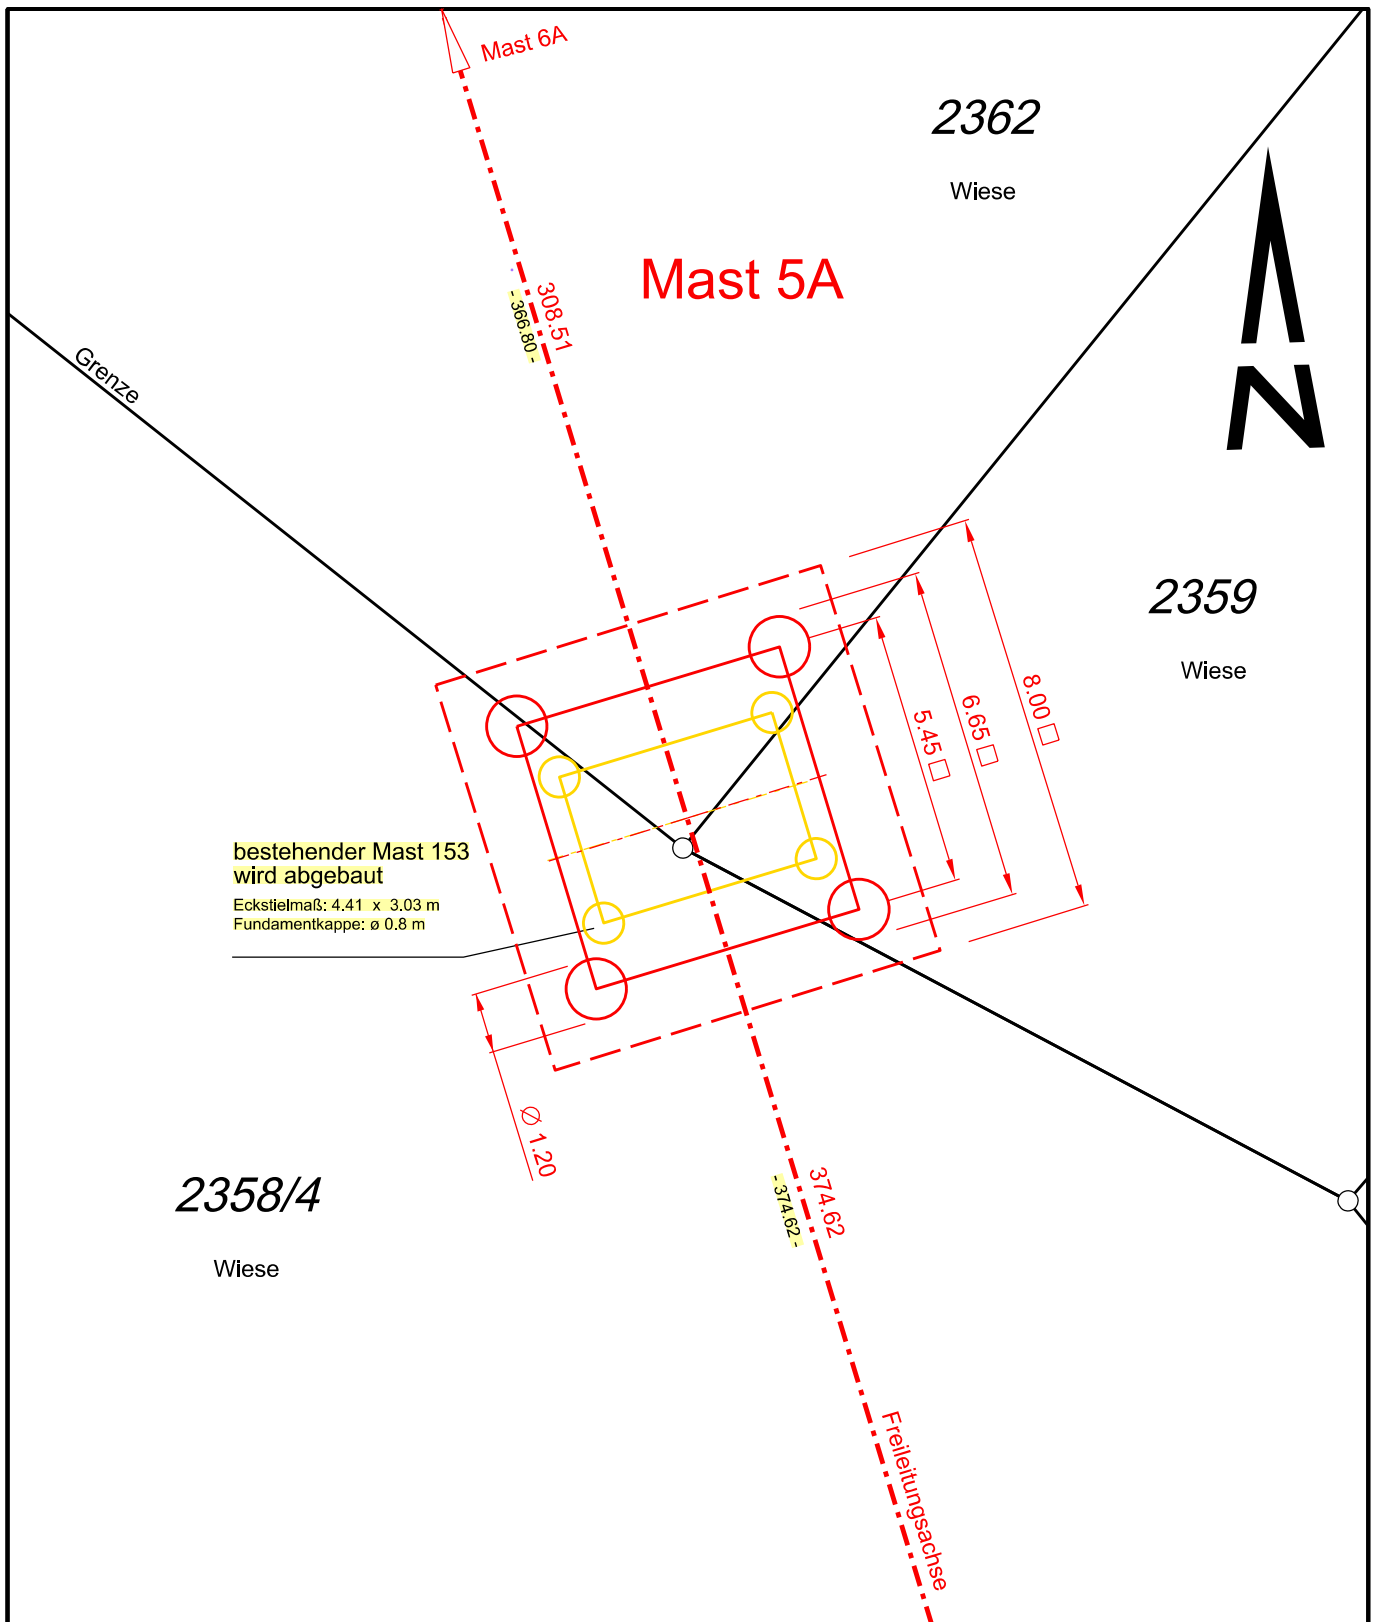 Mast 6A
2362
Wiese
Mast 5A
308.51
- 366.80 -
Grenze
N
2359
Wiese
8.00 □
6.65 □
5.45 □
bestehender Mast 153
wird abgebaut
Eckstielmaß: 4.41 x 3.03 m
Fundamentkappe: ø 0.8 m
∅ 1.20
374.62
- 374.62 -
2358/4
Wiese
Freileitungsachse